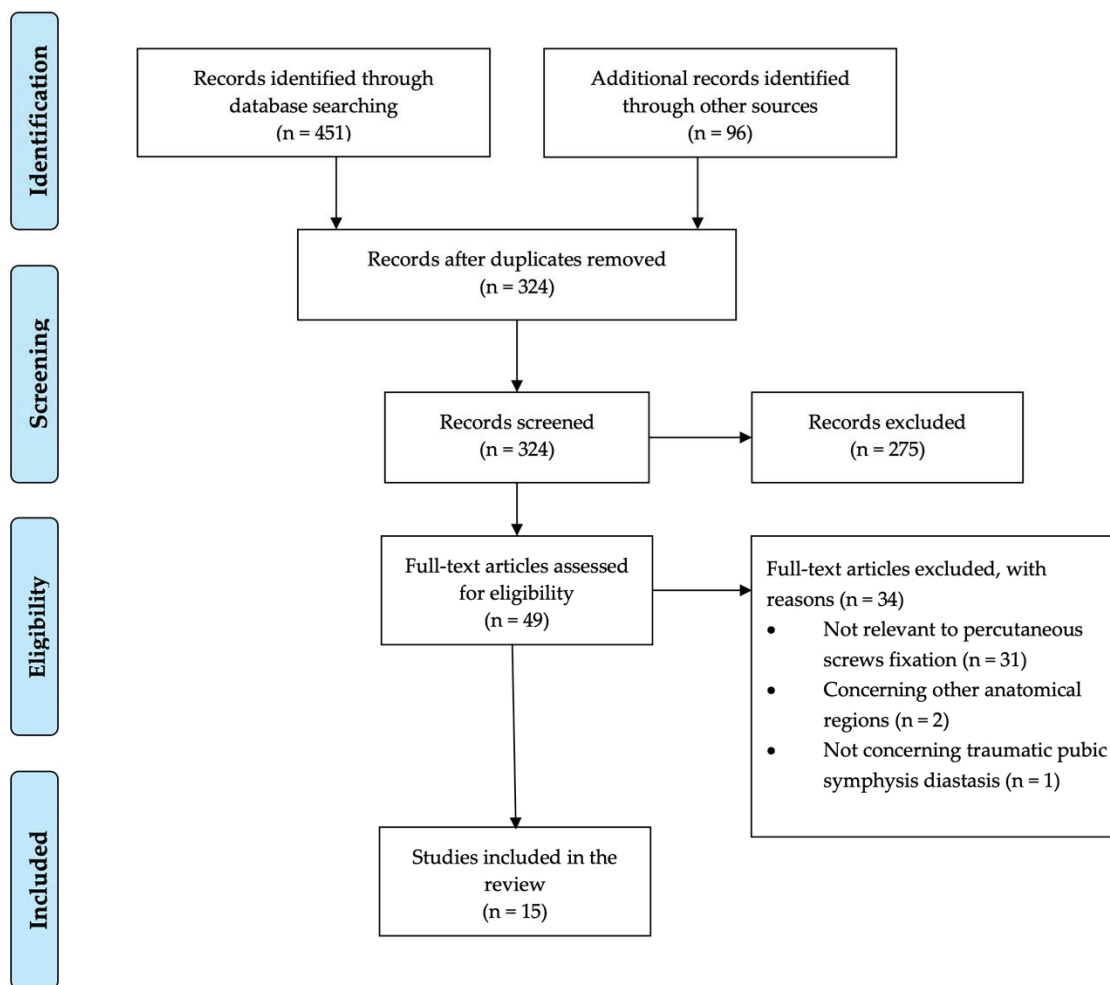 Identification
Records identified through
database searching
(n = 451)
Additional records identified
through other sources
(n = 96)
Records after duplicates removed
(n = 324)
Screening
Records screened
(n = 324)
Records excluded
(n = 275)
Eligibility
Full-text articles assessed
for eligibility
(n = 49)
Full-text articles excluded, with
reasons (n = 34)
• Not relevant to percutaneous
screws fixation (n = 31)
• Concerning other anatomical
regions (n = 2)
• Not concerning traumatic pubic
symphysis diastasis (n = 1)
Included
Studies included in the
review
(n = 15)